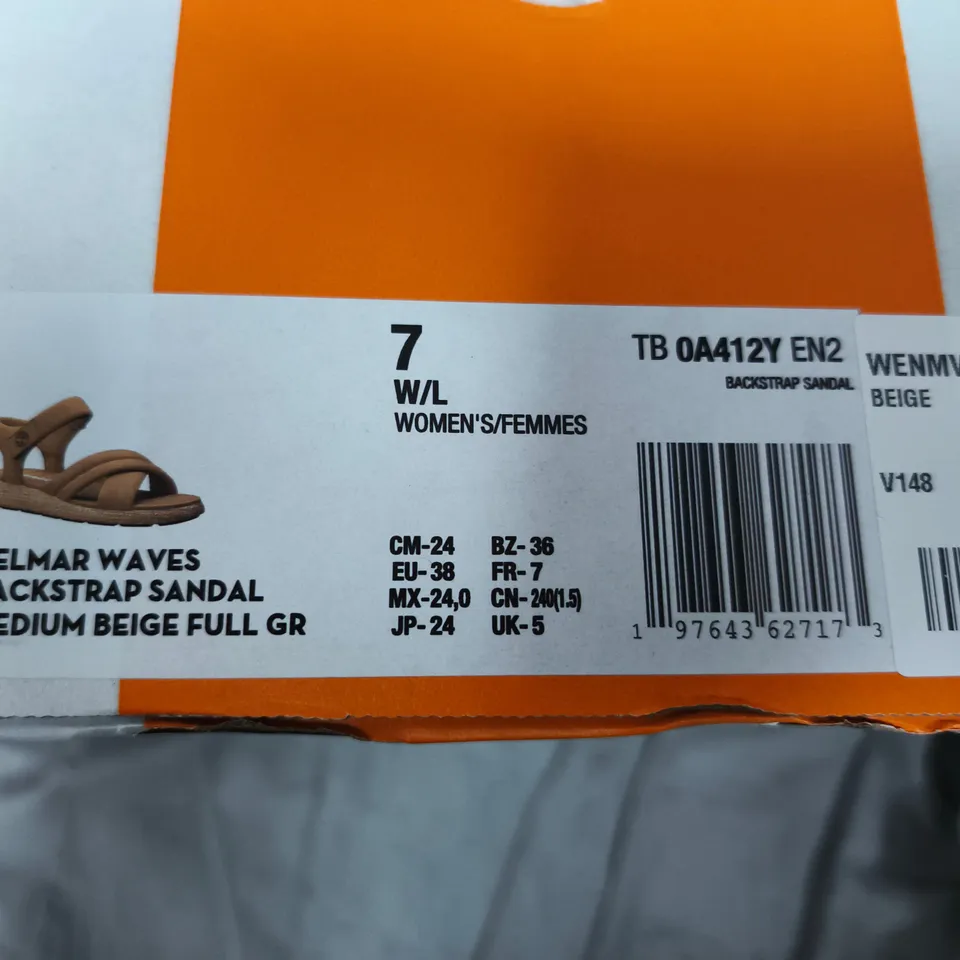 7
W/L
WOMEN'S/FEMMES
TB 0A412Y EN2
BACKSTRAP SANDAL
WENMV
BEIGE
V148
ELMAR WAVES
ACKSTRAP SANDAL
EDIUM BEIGE FULL GR
CM-24 BZ-36
EU-38 FR-7
MX-24,0 CN-240(1.5)
JP-24 UK-5
1 97643 62717 3